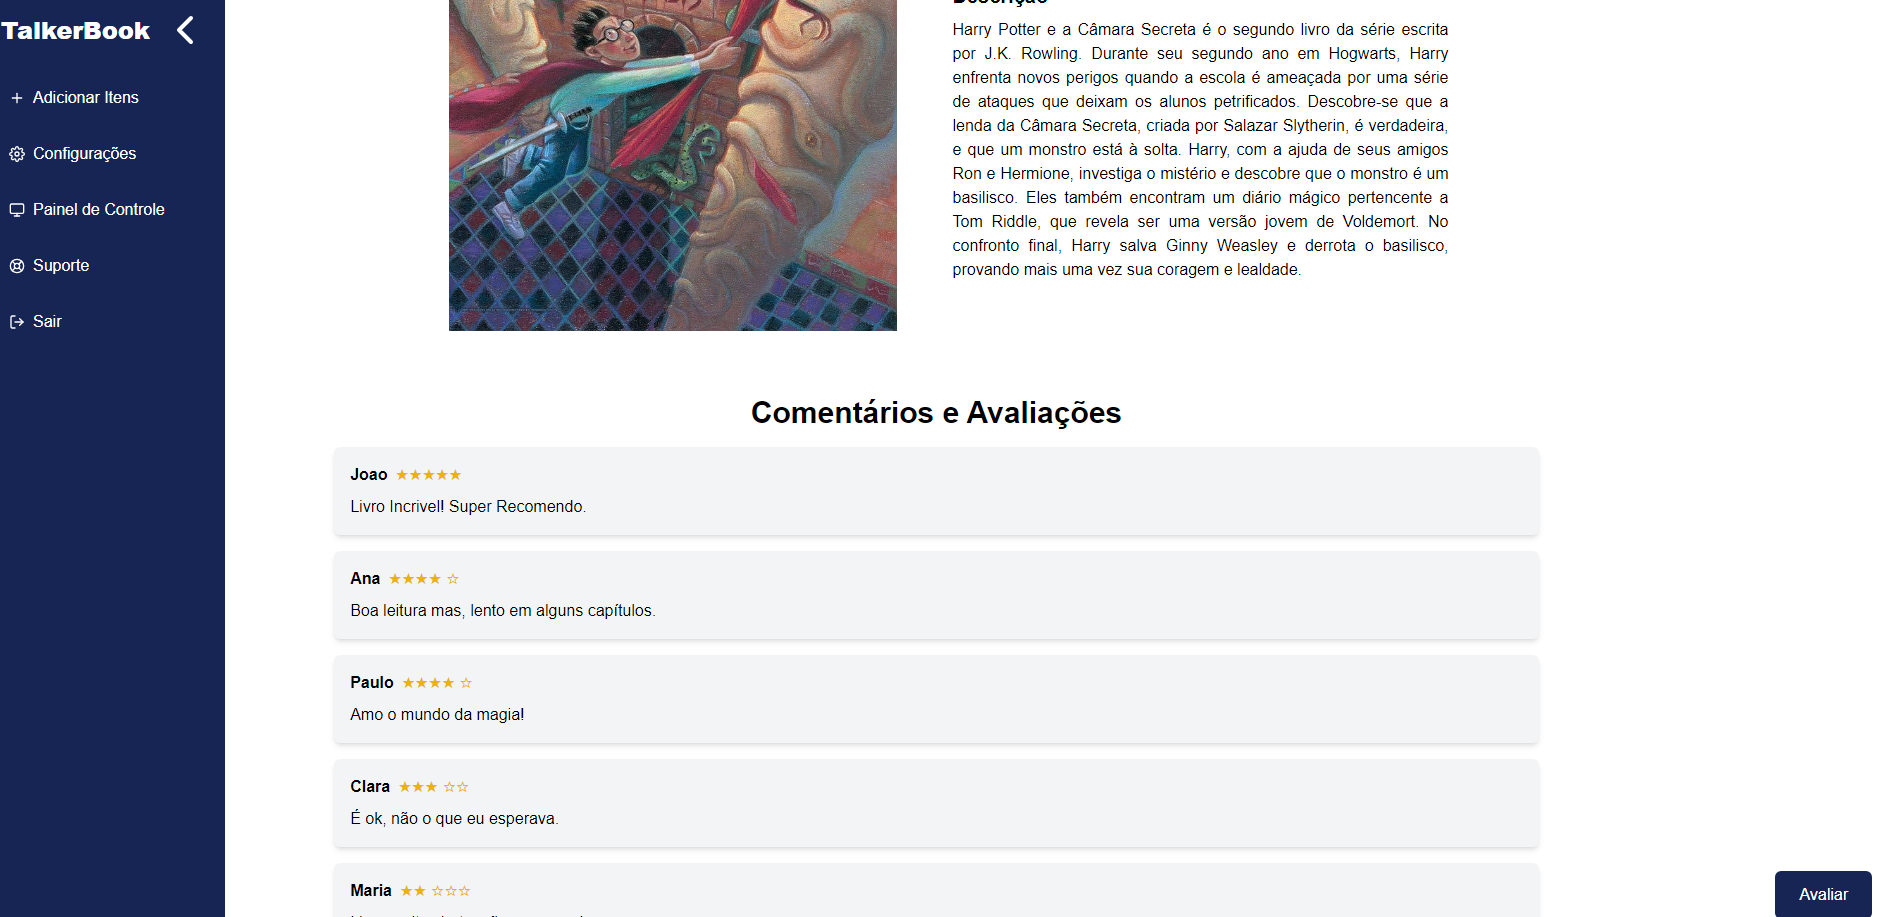 TalkerBook
Adicionar Itens
Configurações
Painel de Controle
Suporte
Sair
Descrição
Harry Potter e a Câmara Secreta é o segundo livro da série escrita
por J.K. Rowling. Durante seu segundo ano em Hogwarts, Harry
enfrenta novos perigos quando a escola é ameaçada por uma série
de ataques que deixam os alunos petrificados. Descobre-se que a
lenda da Câmara Secreta, criada por Salazar Slytherin, é verdadeira,
e que um monstro está à solta. Harry, com a ajuda de seus amigos
Ron e Hermione, investiga o mistério e descobre que o monstro é um
basilisco. Eles também encontram um diário mágico pertencente a
Tom Riddle, que revela ser uma versão jovem de Voldemort. No
confronto final, Harry salva Ginny Weasley e derrota o basilisco,
provando mais uma vez sua coragem e lealdade.
Comentários e Avaliações
Joao ★★★★★
Livro Incrivel! Super Recomendo.
Ana ★★★★ ☆
Boa leitura mas, lento em alguns capítulos.
Paulo ★★★★ ☆
Amo o mundo da magia!
Clara ★★★ ☆☆
É ok, não o que eu esperava.
Maria ★★ ☆☆☆
Avaliar